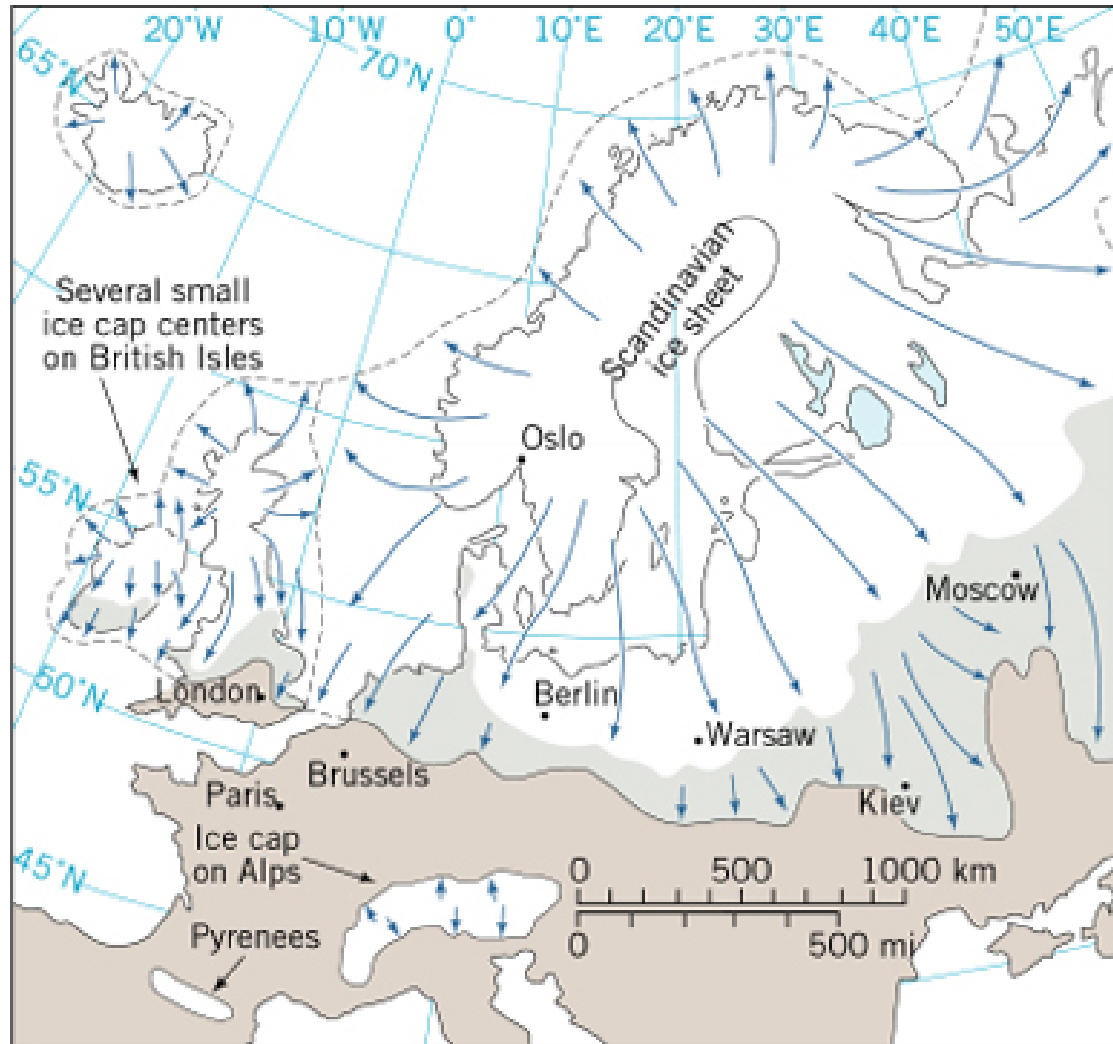 20°W
10°W
0°
10°E
20°E
30°E
40°E
50°E
65°N
70°N
Several small
ice cap centers
on British Isles
Scandinavian
ice sheet
Oslo
55°N
Moscow
50°N
London
Berlin
Warsaw
Brussels
Paris
Kiev
Ice cap
on Alps
45°N
0 500 1000 km
Pyrenees
0 500 mi